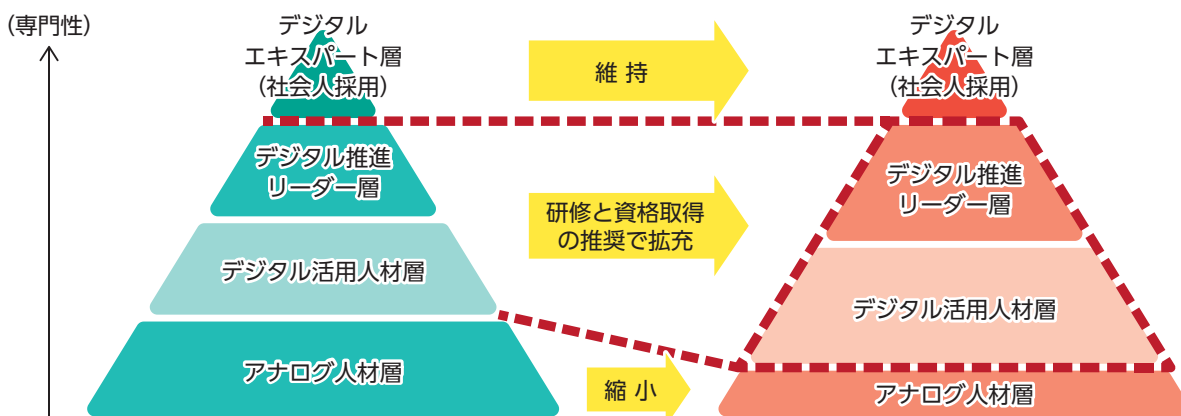 (専門性)
デジタル
エキスパート層
(社会人採用)
デジタル推進
リーダー層
デジタル活用人材層
アナログ人材層
維 持
研修と資格取得
の推奨で拡充
縮 小
デジタル
エキスパート層
(社会人採用)
デジタル推進
リーダー層
デジタル活用人材層
アナログ人材層